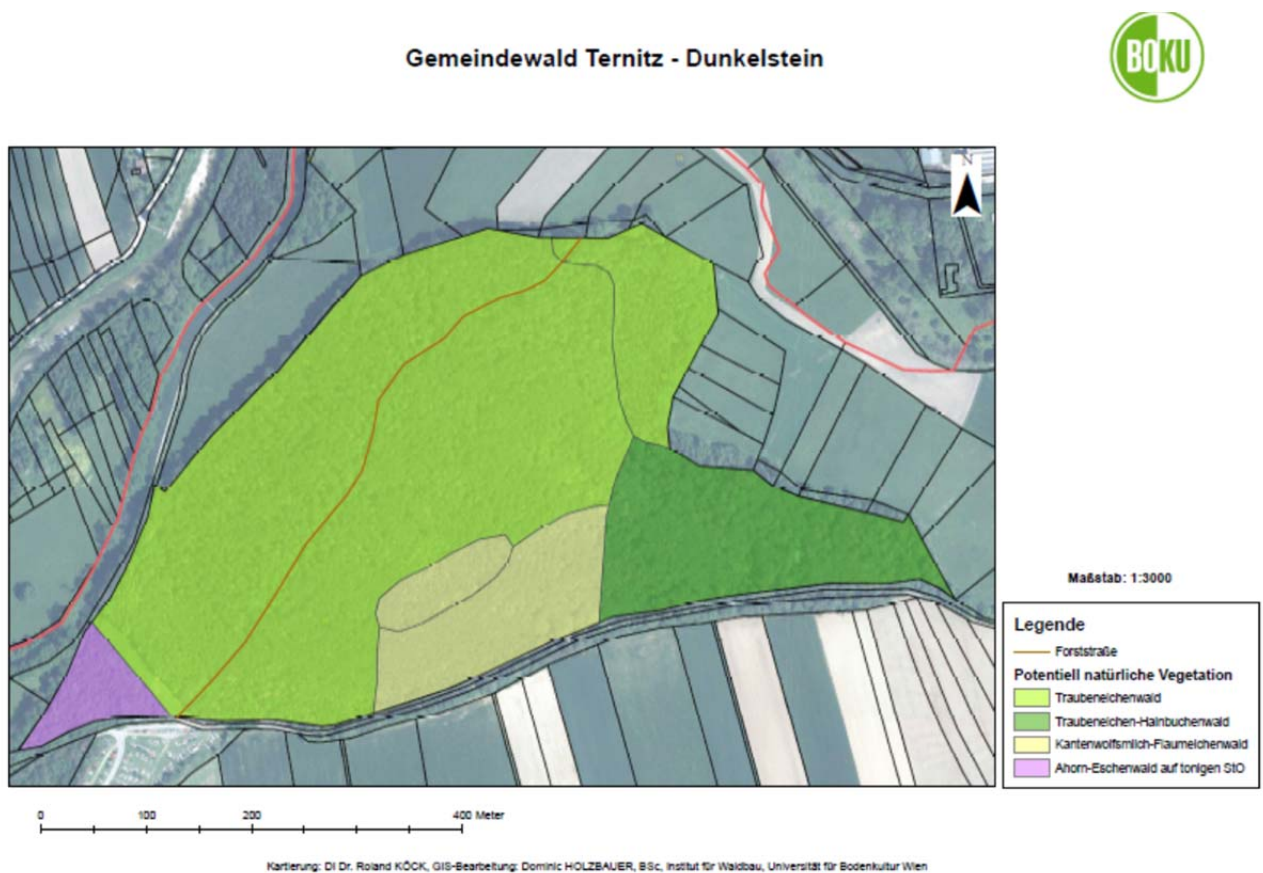 Gemeindewald Ternitz - Dunkelstein
BOKU
N
Maßstab: 1:3000
Legende
Forststraße
Potentiell natürliche Vegetation
Traubeneichenwald
Traubeneichen-Hainbuchenwald
Kantenwolfsmilch-Flaumeichenwald
Ahorn-Eschenwald auf tonigen StO
0 100 200 400 Meter
Kartierung: DI Dr. Roland KÖCK, GIS-Bearbeitung: Dominic HOLZBAUER, BSc, Institut für Waldbau, Universität für Bodenkultur Wien